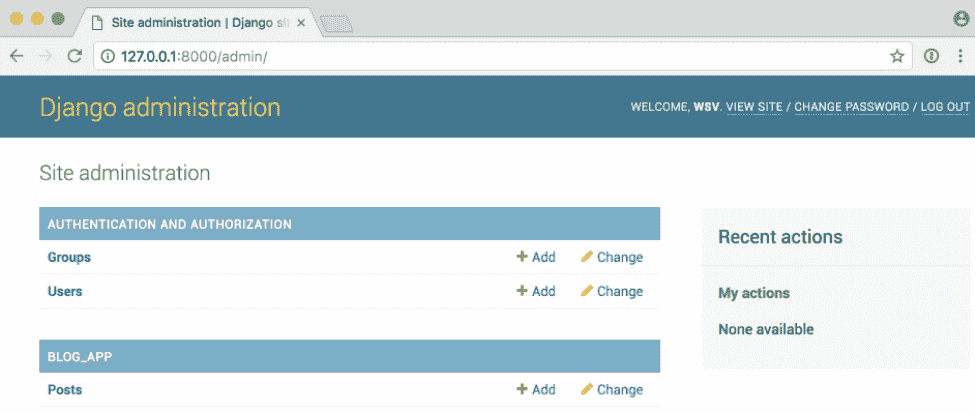 Site administration | Django sit
127.0.0.1:8000/admin/
Django administration
WELCOME, WSV. VIEW SITE / CHANGE PASSWORD / LOG OUT
Site administration
AUTHENTICATION AND AUTHORIZATION
Groups + Add Change
Users + Add Change
BLOG_APP
Posts + Add Change
Recent actions
My actions
None available